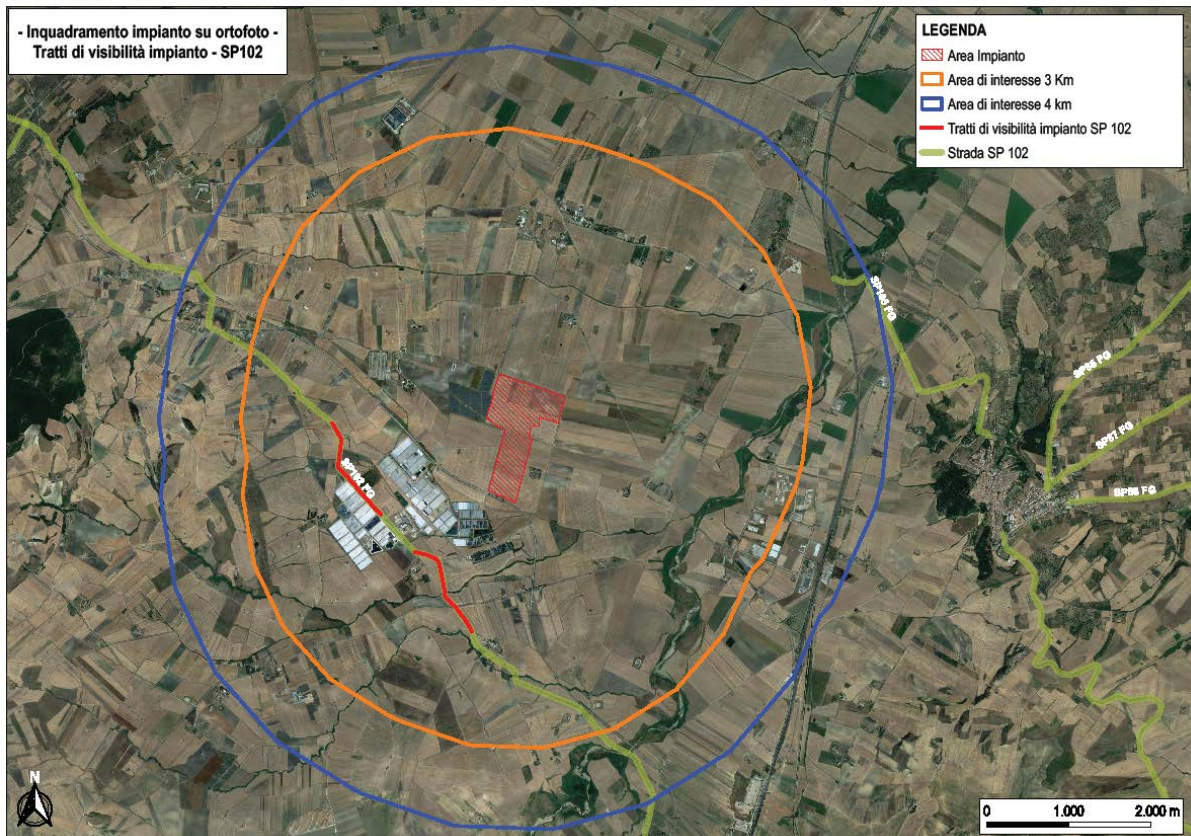 - Inquadramento impianto su ortofoto -
Tratti di visibilità impianto - SP102
LEGENDA
Area Impianto
Area di interesse 3 Km
Area di interesse 4 km
Tratti di visibilità impianto SP 102
Strada SP 102
SP85 FG
SP57 FG
SP102 FG
N
0 1.000 2.000 m